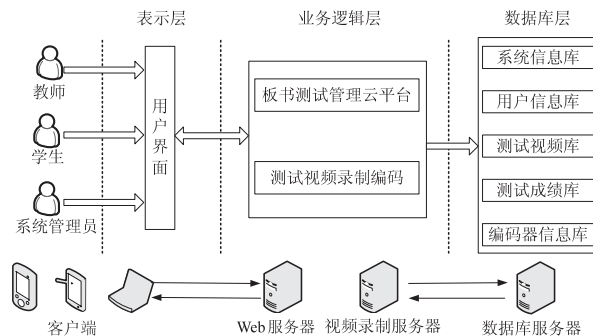 表示层 业务逻辑层 数据库层
教师
学生
系统管理员
用户界面
板书测试管理云平台
测试视频录制编码
系统信息库
用户信息库
测试视频库
测试成绩库
编码器信息库
客户端 Web服务器 视频录制服务器 数据库服务器